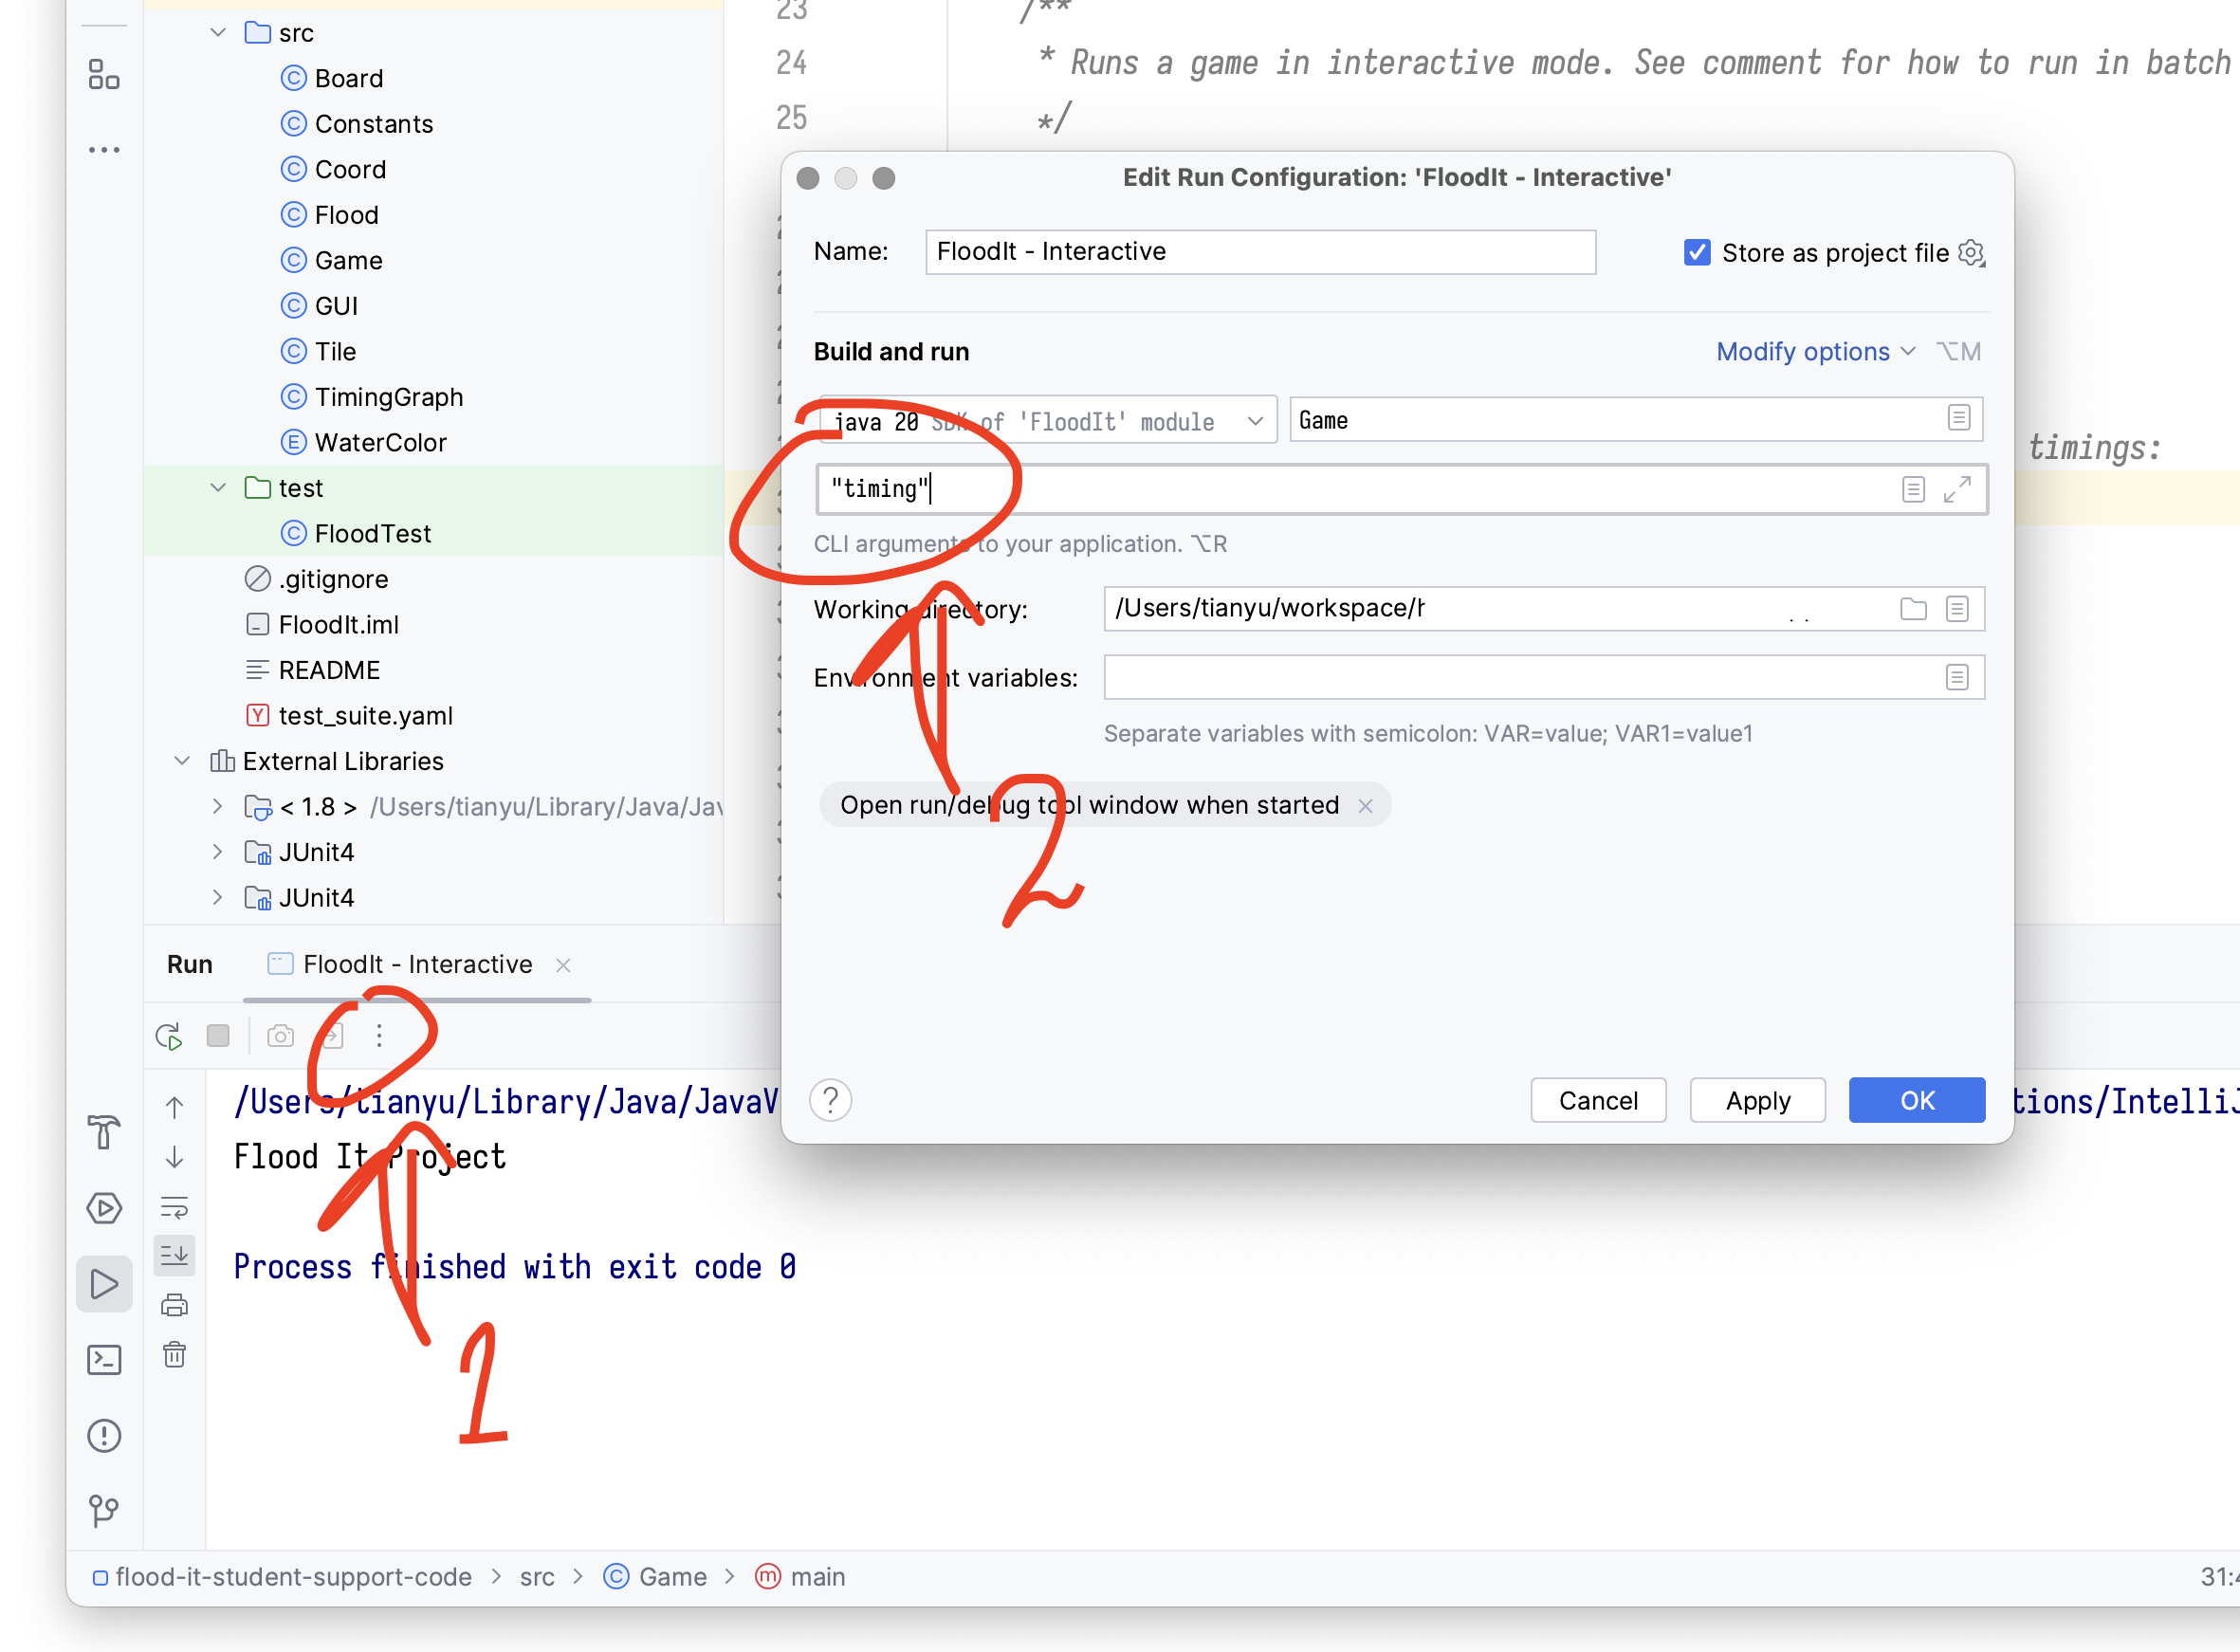 src
Board
Constants
Coord
Flood
Game
GUI
Tile
TimingGraph
WaterColor
test
FloodTest
.gitignore
FloodIt.iml
README
test_suite.yaml
External Libraries
< 1.8 > /Users/tianyu/Library/Java/Jav
JUnit4
JUnit4
23 /**
24 * Runs a game in interactive mode. See comment for how to run in batch
25 */
timings:
Edit Run Configuration: 'FloodIt - Interactive'
Name: FloodIt - Interactive
Store as project file
Build and run
Modify options ⌥M
java 20 SDK of 'FloodIt' module
Game
"timing"
CLI arguments to your application. ⌥R
Working directory: /Users/tianyu/workspace/
Environment variables:
Separate variables with semicolon: VAR=value; VAR1=value1
Open run/debug tool window when started
2
? Cancel Apply OK
Run FloodIt - Interactive
/Users/tianyu/Library/Java/JavaV
tions/IntelliJ
Flood It Project
Process finished with exit code 0
1
flood-it-student-support-code > src > Game > main
31:4